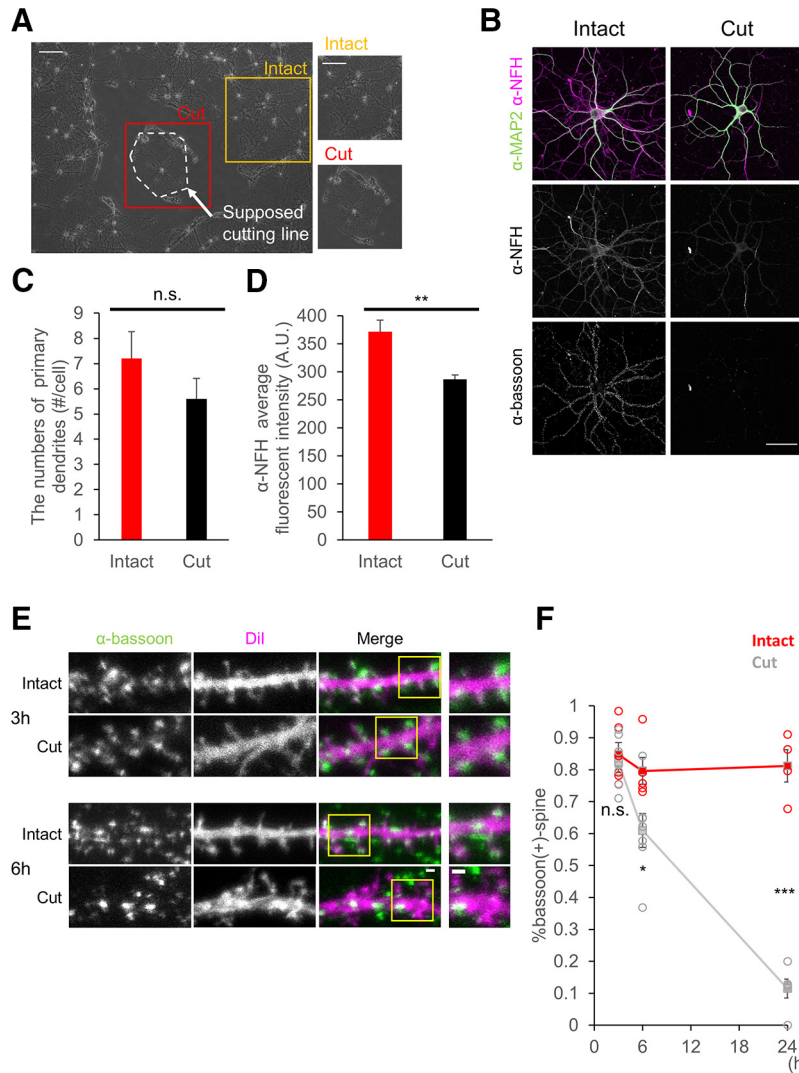 A
Intact
Intact
Cut
Cut
Supposed
cutting line
B
Intact
Cut
α-MAP2 α-NFH
α-NFH
α-bassoon
C
n.s.
The numbers of primary
dendrites (#/cell)
9
8
7
6
5
4
3
2
1
0
Intact
Cut
D
**
α-NFH average
fluorescent intensity (A.U.)
400
350
300
250
200
150
100
50
0
Intact
Cut
E
α-bassoon
DiI
Merge
Intact
3h
Cut
Intact
6h
Cut
F
Intact
Cut
%bassoon(+)-spine
1
0.9
0.8
0.7
0.6
0.5
0.4
0.3
0.2
0.1
0
n.s.
*
***
0
6
12
18
24
(h